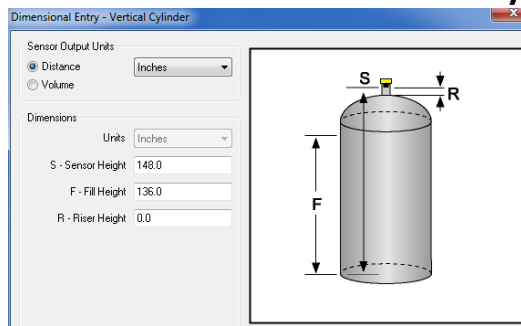 Dimensional Entry - Vertical Cylinder
Sensor Output Units
Distance
Inches
Volume
Dimensions
Units Inches
S - Sensor Height 148.0
F - Fill Height 136.0
R - Riser Height 0.0
S
R
F